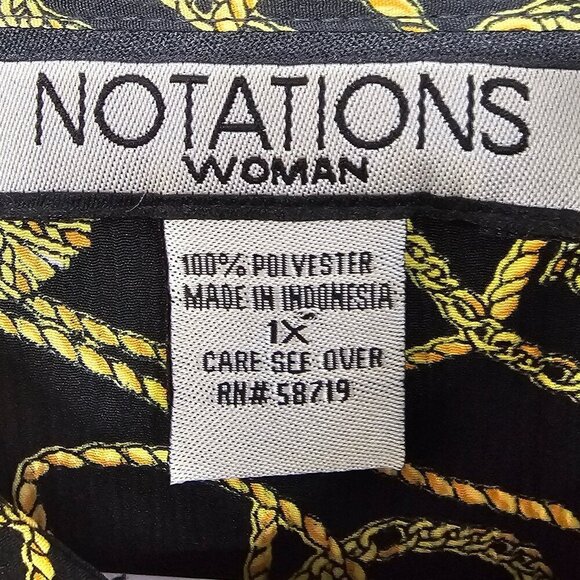 NOTATIONS
WOMAN
100% POLYESTER
MADE IN INDONESIA
1X
CARE SEE OVER
RN# 58719